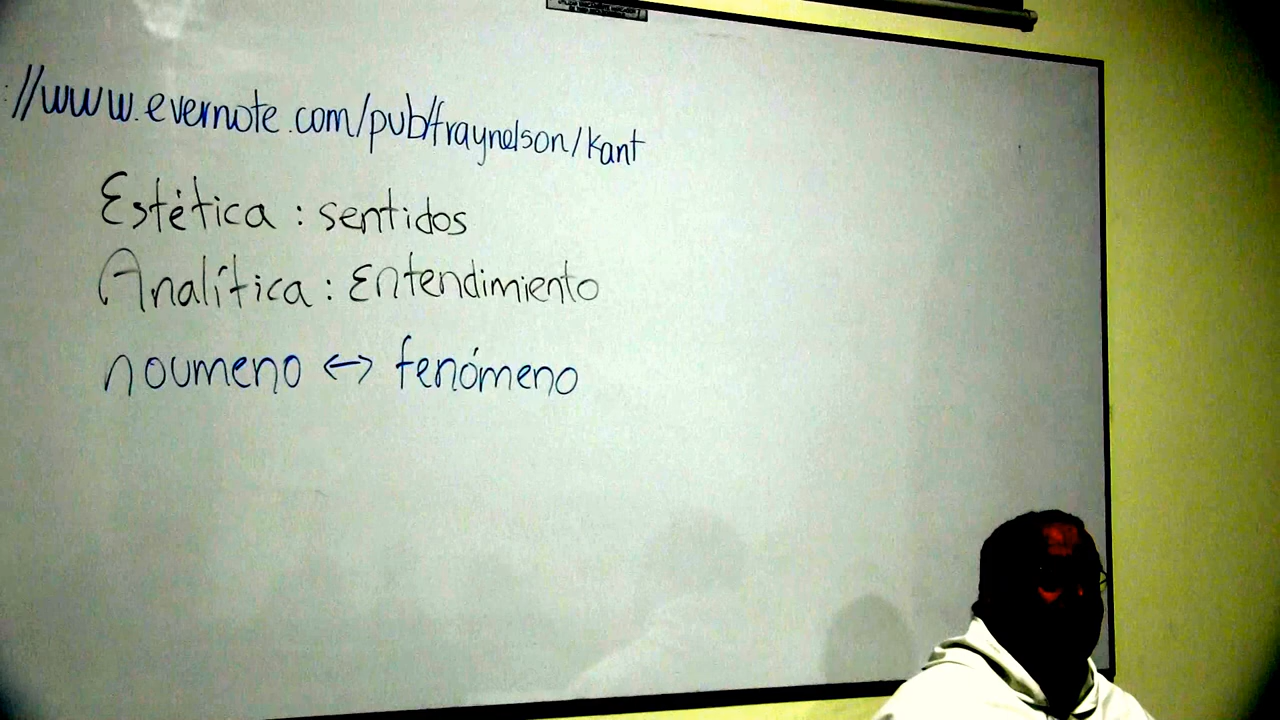 ://www.evernote.com/pub/fraynelson/kant
Estética : sentidos
Analítica : Entendimiento
noumeno <-> fenómeno